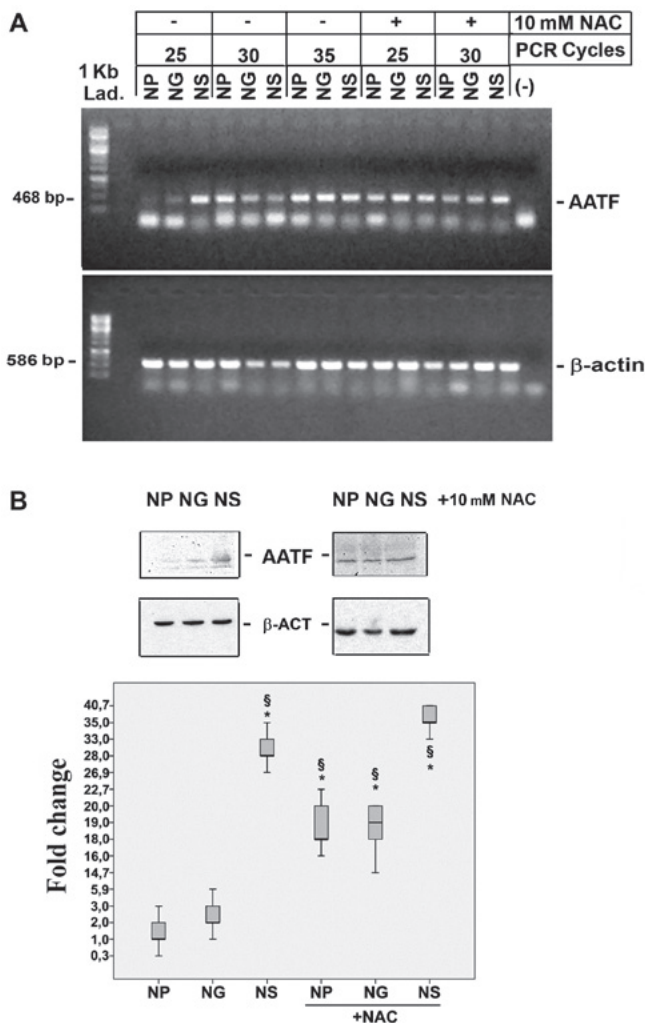 A
- - - + + 10 mM NAC
25 30 35 25 30 PCR Cycles
1 Kb Lad. NP NG NS NP NG NS NP NG NS NP NG NS NP NG NS (-)
468 bp- - AATF
586 bp - - β-actin
B
NP NG NS NP NG NS +10 mM NAC
- AATF -
- β-ACT -
Fold change
40,7
35,0
33,0
28,0
26,9
22,7
20,0
19,0
18,0
16,0
14,7
5,9
3,0
2,0
1,0
0,3
§ § § §
* * * *
NP NG NS NP NG NS
+NAC